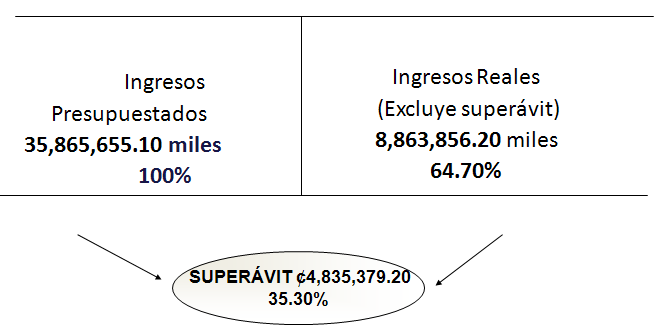 Ingresos
Presupuestados
35,865,655.10 miles
100%
Ingresos Reales
(Excluye superávit)
8,863,856.20 miles
64.70%
SUPERÁVIT ¢4,835,379.20
35.30%